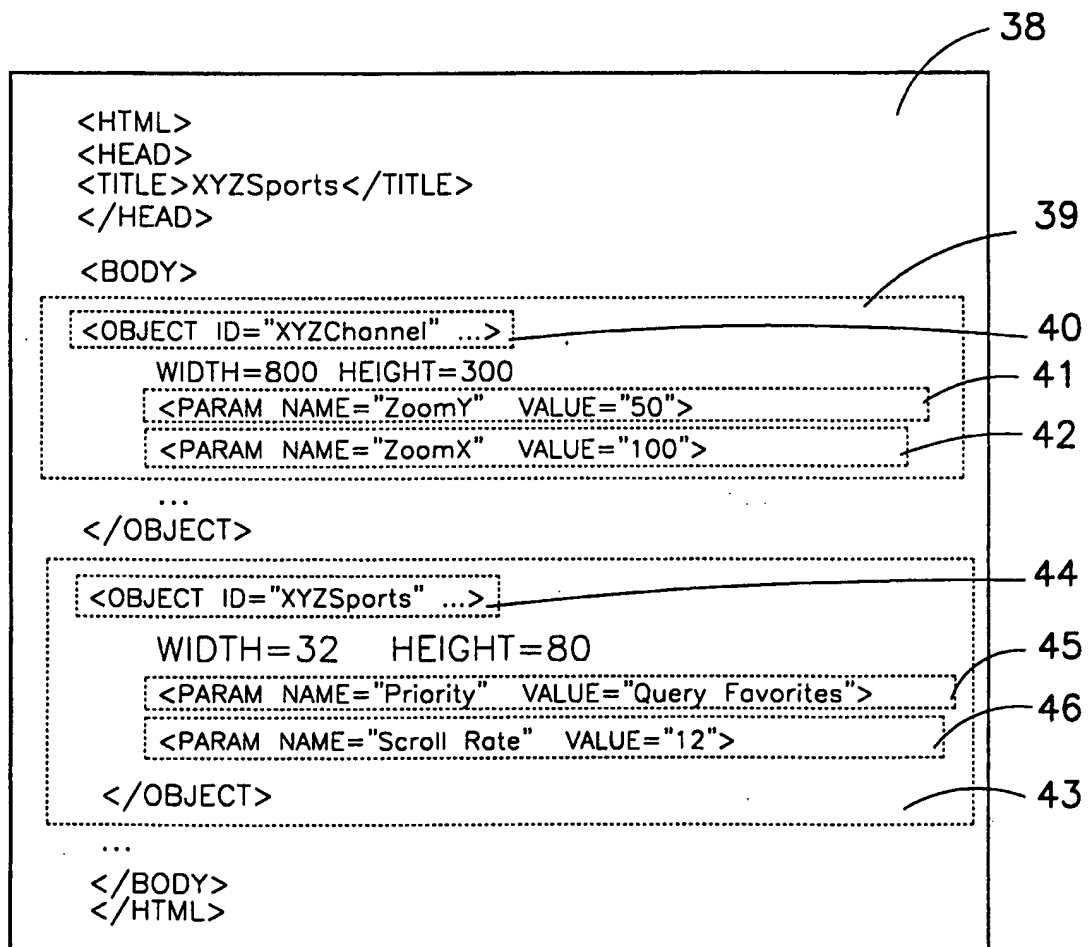 38
<HTML>
<HEAD>
<TITLE>XYZSports</TITLE>
</HEAD>
39
<BODY>
<OBJECT ID="XYZChannel" ...>
40
WIDTH=800 HEIGHT=300
41
<PARAM NAME="ZoomY" VALUE="50">
<PARAM NAME="ZoomX" VALUE="100">
42
...
</OBJECT>
44
<OBJECT ID="XYZSports" ...>
WIDTH=32 HEIGHT=80
45
<PARAM NAME="Priority" VALUE="Query Favorites">
46
<PARAM NAME="Scroll Rate" VALUE="12">
</OBJECT>
43
...
</BODY>
</HTML>